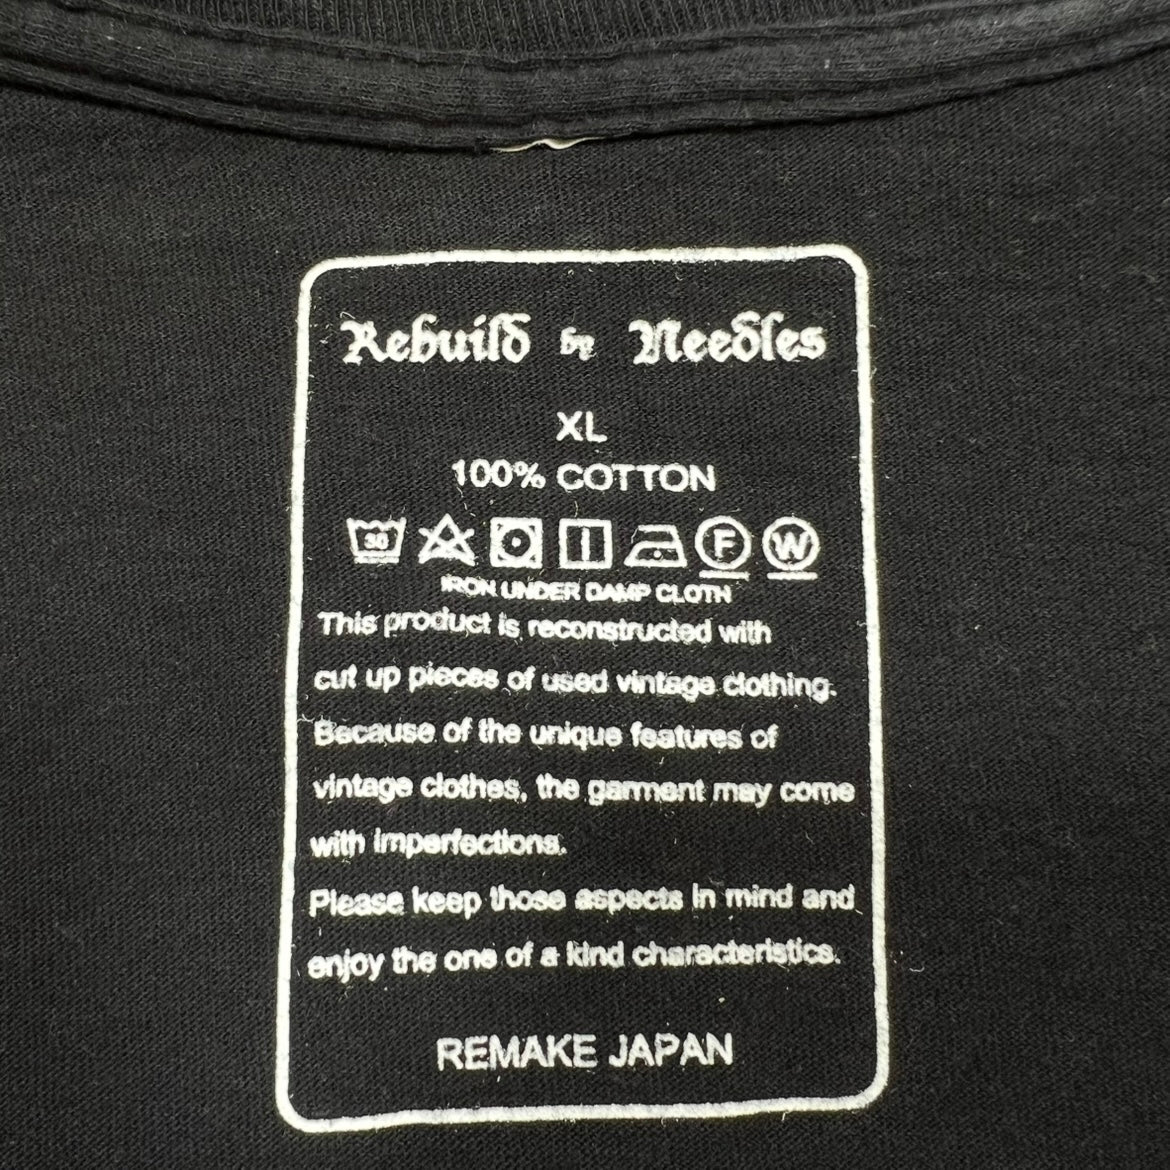 Rebuild by Needles
XL
100% COTTON
30 F W
IRON UNDER DAMP CLOTH
This product is reconstructed with
cut up pieces of used vintage clothing.
Because of the unique features of
vintage clothes, the garment may come
with imperfections.
Please keep those aspects in mind and
enjoy the one of a kind characteristics.
REMAKE JAPAN